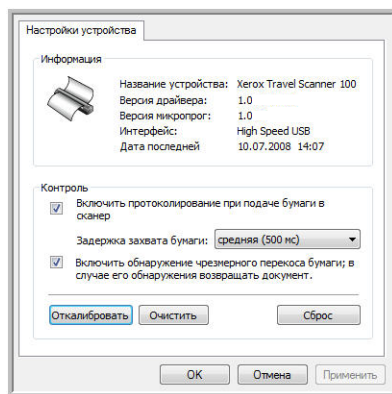 Настройки устройства
Информация
Название устройства: Xerox Travel Scanner 100
Версия драйвера: 1.0
Версия микропрог: 1.0
Интерфейс: High Speed USB
Дата последней 10.07.2008 14:07
Контроль
Включить протоколирование при подаче бумаги в
сканер
Задержка захвата бумаги: средняя (500 мс)
Включить обнаружение чрезмерного перекоса бумаги; в
случае его обнаружения возвращать документ.
Откалибровать Очистить Сброс
OK Отмена Применить